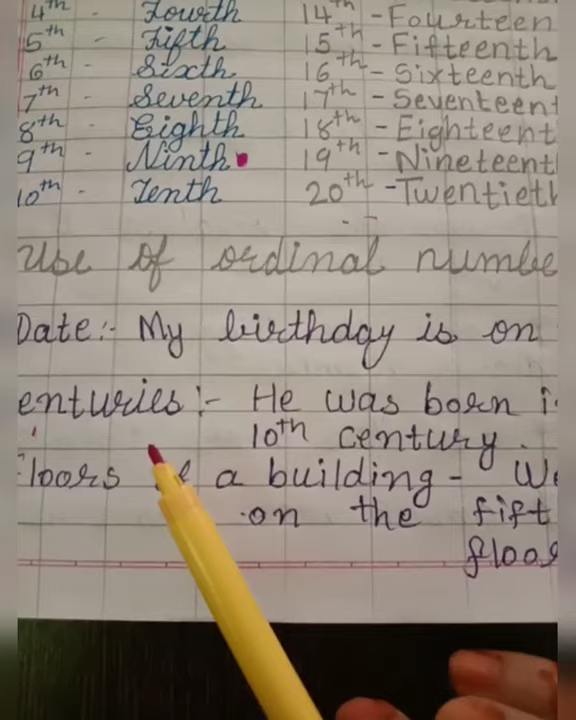 4th - Fourth 14th - Fourteen
5th - Fifth 15th - Fifteenth
6th - Sixth 16th - Sixteenth
7th - Seventh 17th - Seventeent
8th - Eighth 18th - Eighteent
9th - Ninth 19th - Nineteent
10th - Tenth 20th - Twentieth
Use of ordinal numbe
Date:- My birthday is on
enturies:- He was born i
10th century.
loors a building - We
on the fift
floor